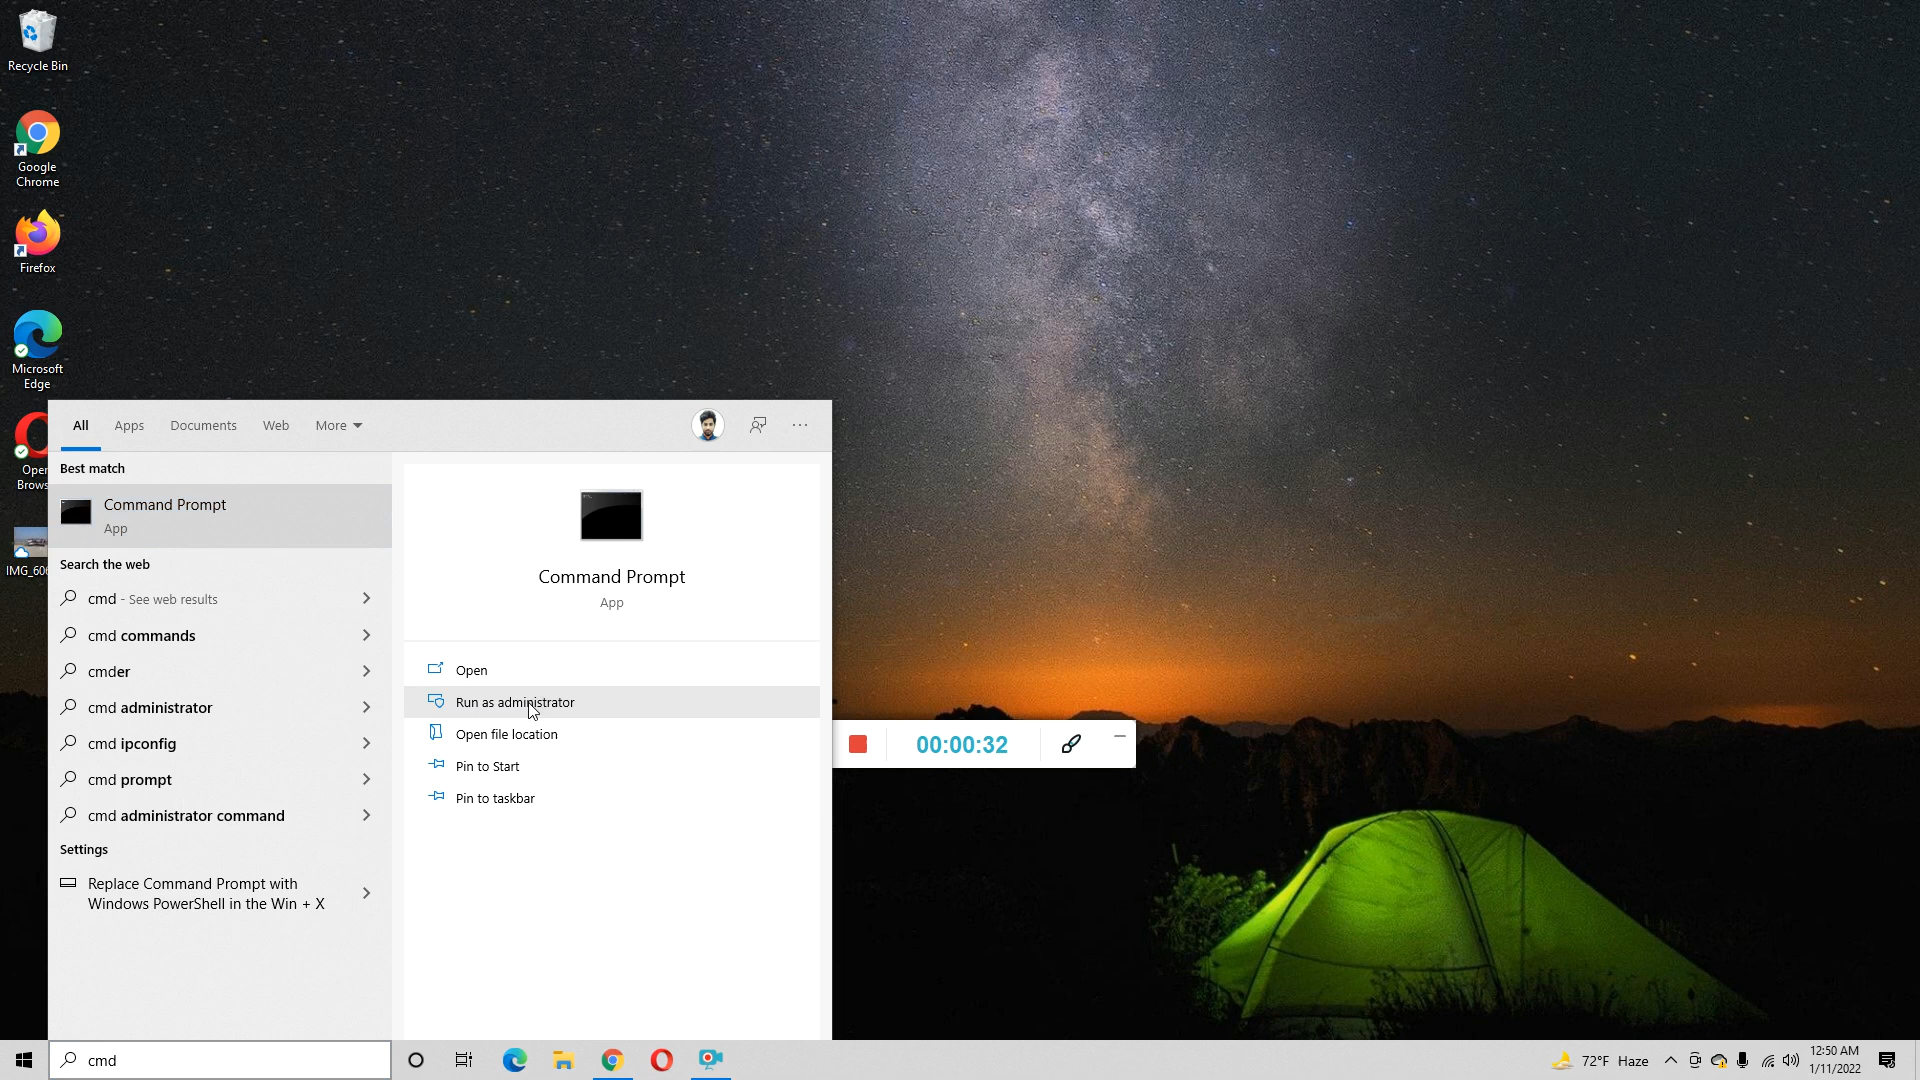 Recycle Bin
Google
Chrome
Firefox
Microsoft
Edge
Oper
Brows
IMG_606
All
Apps
Documents
Web
More
Best match
Command Prompt
App
Search the web
cmd - See web results
cmd commands
cmder
cmd administrator
cmd ipconfig
cmd prompt
cmd administrator command
Settings
Replace Command Prompt with
Windows PowerShell in the Win + X
Command Prompt
App
Open
Run as administrator
Open file location
Pin to Start
Pin to taskbar
00:00:32
cmd
72°F Haze
12:50 AM
1/11/2022